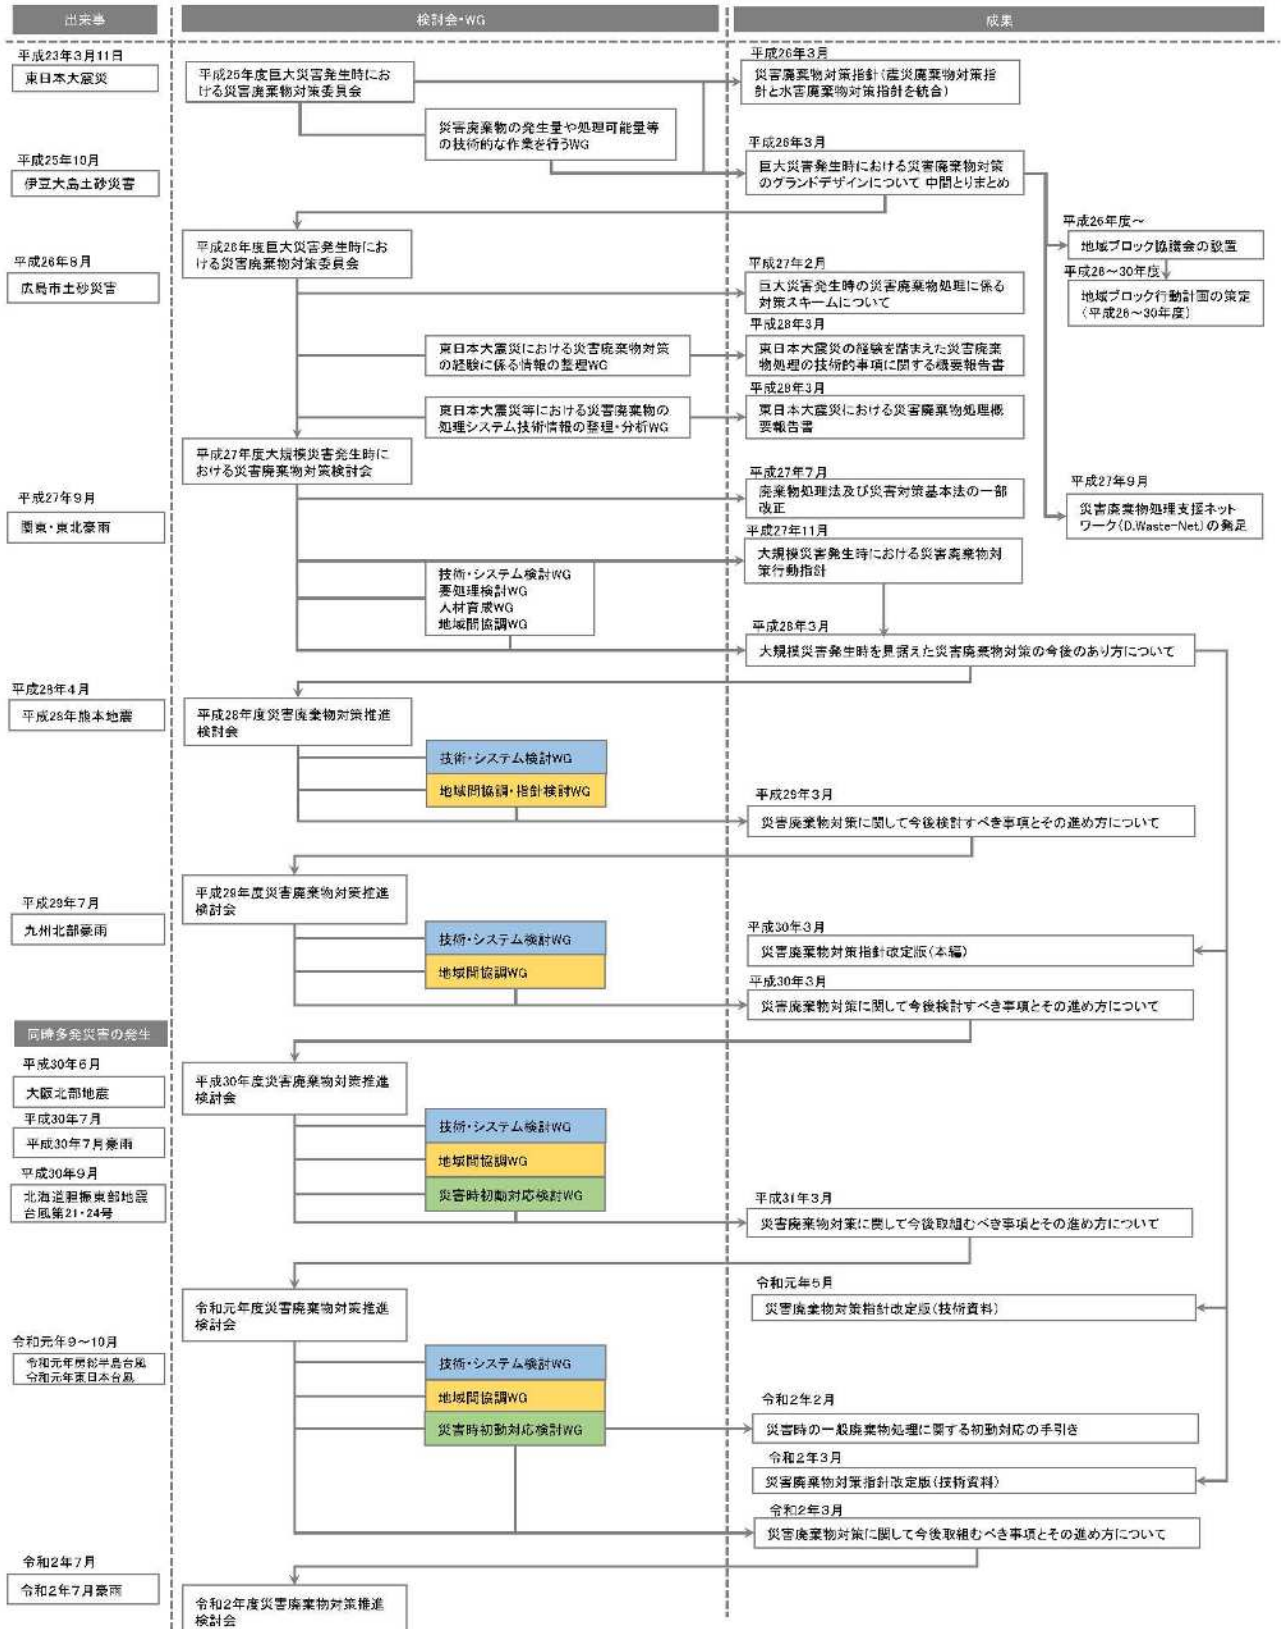 出来事
検討会・WG
成果
平成23年3月11日
東日本大震災
平成25年度巨大災害発生時にお
ける災害廃棄物対策委員会
平成26年3月
災害廃棄物対策指針(震災廃棄物対策指
針と水害廃棄物対策指針を統合)
災害廃棄物の発生量や処理可能量等
の技術的な作業を行うWG
平成25年10月
伊豆大島土砂災害
平成26年3月
巨大災害発生時における災害廃棄物対策
のグランドデザインについて 中間とりまとめ
平成26年度~
地域ブロック協議会の設置
平成26~30年度
地域ブロック行動計画の策定
(平成26~30年度)
平成26年度巨大災害発生時にお
ける災害廃棄物対策委員会
平成26年8月
広島市土砂災害
平成27年2月
巨大災害発生時の災害廃棄物処理に係る
対策スキームについて
平成28年3月
東日本大震災における災害廃棄物対策
の経験に係る情報の整理WG
東日本大震災の経験を踏まえた災害廃棄
物処理の技術的事項に関する概要報告書
平成28年3月
東日本大震災等における災害廃棄物の
処理システム技術情報の整理・分析WG
東日本大震災における災害廃棄物処理概
要報告書
平成27年度大規模災害発生時に
おける災害廃棄物対策検討会
平成27年9月
関東・東北豪雨
平成27年7月
廃棄物処理法及び災害対策基本法の一部
改正
平成27年9月
災害廃棄物処理支援ネット
ワーク(D.Waste-Net)の発足
平成27年11月
大規模災害発生時における災害廃棄物対
策行動指針
技術・システム検討WG
要処理検討WG
人材育成WG
地域間協調WG
平成28年3月
大規模災害発生時を見据えた災害廃棄物対策の今後のあり方について
平成28年4月
平成28年熊本地震
平成28年度災害廃棄物対策推進
検討会
技術・システム検討WG
地域間協調・指針検討WG
平成29年3月
災害廃棄物対策に関して今後検討すべき事項とその進め方について
平成29年度災害廃棄物対策推進
検討会
平成29年7月
九州北部豪雨
技術・システム検討WG
地域間協調WG
平成30年3月
災害廃棄物対策指針改定版(本編)
平成30年3月
災害廃棄物対策に関して今後検討すべき事項とその進め方について
同時多発災害の発生
平成30年6月
大阪北部地震
平成30年7月
平成30年7月豪雨
平成30年9月
北海道胆振東部地震
台風第21・24号
平成30年度災害廃棄物対策推進
検討会
技術・システム検討WG
地域間協調WG
災害時初動対応検討WG
平成31年3月
災害廃棄物対策に関して今後取組むべき事項とその進め方について
令和元年度災害廃棄物対策推進
検討会
令和元年5月
災害廃棄物対策指針改定版(技術資料)
令和元年9~10月
令和元年房総半島台風
令和元年東日本台風
技術・システム検討WG
地域間協調WG
災害時初動対応検討WG
令和2年2月
災害時の一般廃棄物処理に関する初動対応の手引き
令和2年3月
災害廃棄物対策指針改定版(技術資料)
令和2年3月
災害廃棄物対策に関して今後取組むべき事項とその進め方について
令和2年7月
令和2年7月豪雨
令和2年度災害廃棄物対策推進
検討会